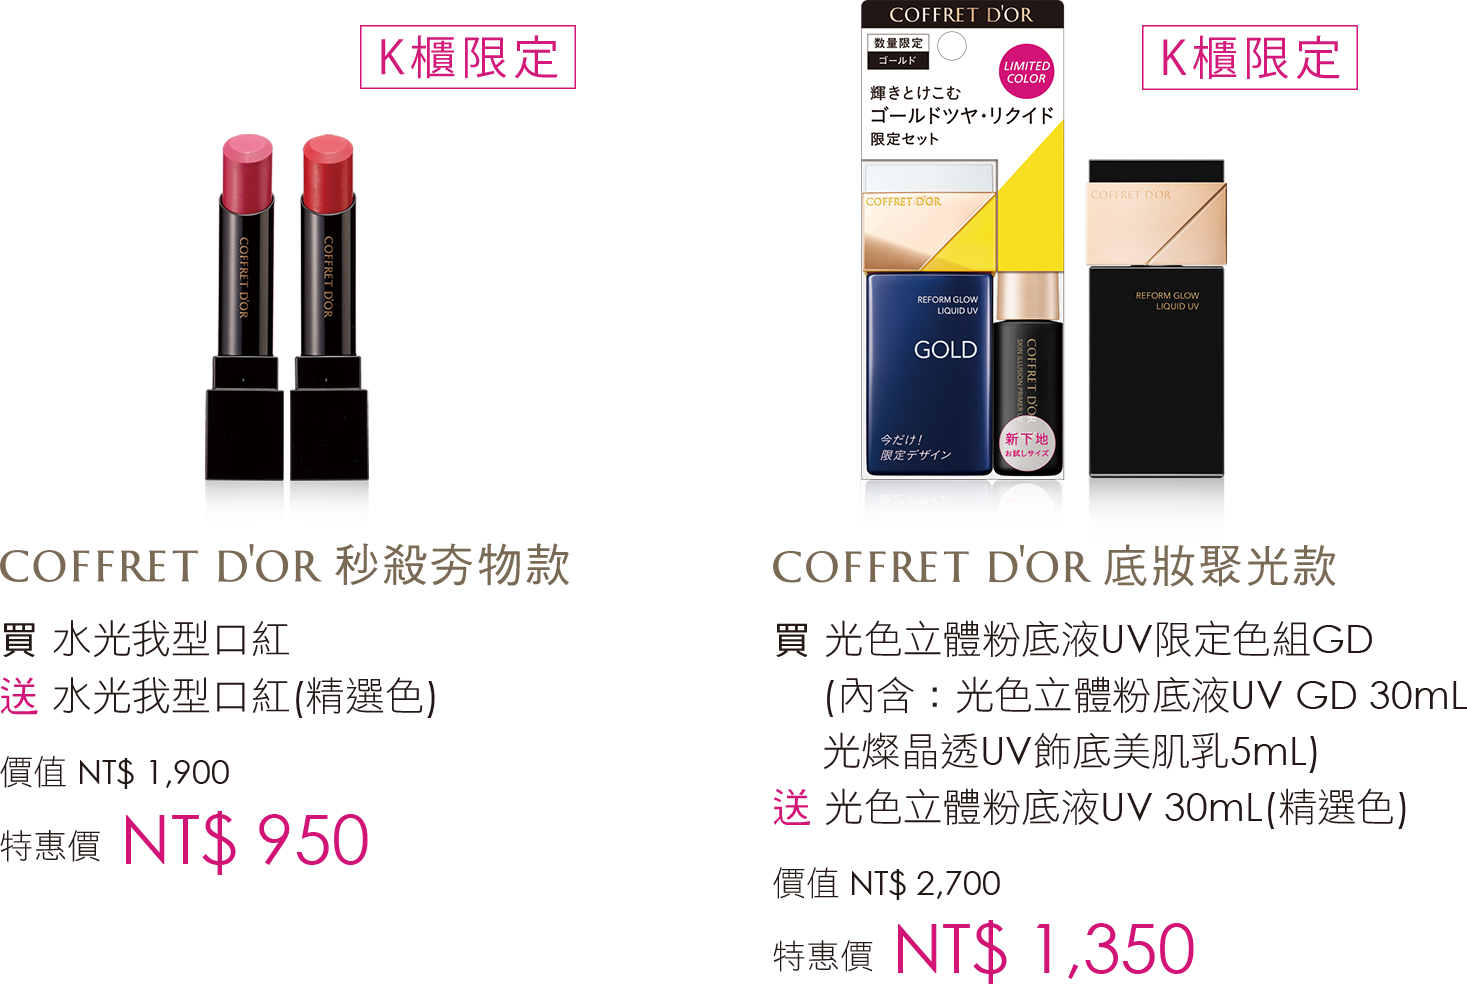 K櫃限定
COFFRET D'OR
COFFRET D'OR
COFFRET D'OR 秒殺夯物款
買 水光我型口紅
送 水光我型口紅(精選色)
價值 NT$ 1,900
特惠價 NT$ 950
K櫃限定
COFFRET D'OR
数量限定
ゴールド
LIMITED
COLOR
輝きとけこむ
ゴールドツヤ・リクイド
限定セット
COFFRET D'OR
REFORM GLOW
LIQUID UV
GOLD
今だけ!
限定デザイン
COFFRET D'OR
SKIN ILLUSION PRIMER
新下地
お試しサイズ
COFFRET D'OR
REFORM GLOW
LIQUID UV
COFFRET D'OR 底妝聚光款
買 光色立體粉底液UV限定色組GD
(內含：光色立體粉底液UV GD 30mL
光燦晶透UV飾底美肌乳5mL)
送 光色立體粉底液UV 30mL(精選色)
價值 NT$ 2,700
特惠價 NT$ 1,350